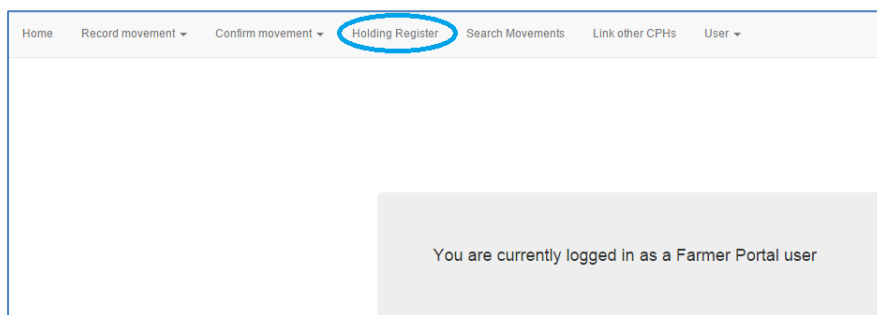 Home Record movement Confirm movement Holding Register Search Movements Link other CPHs User
You are currently logged in as a Farmer Portal user